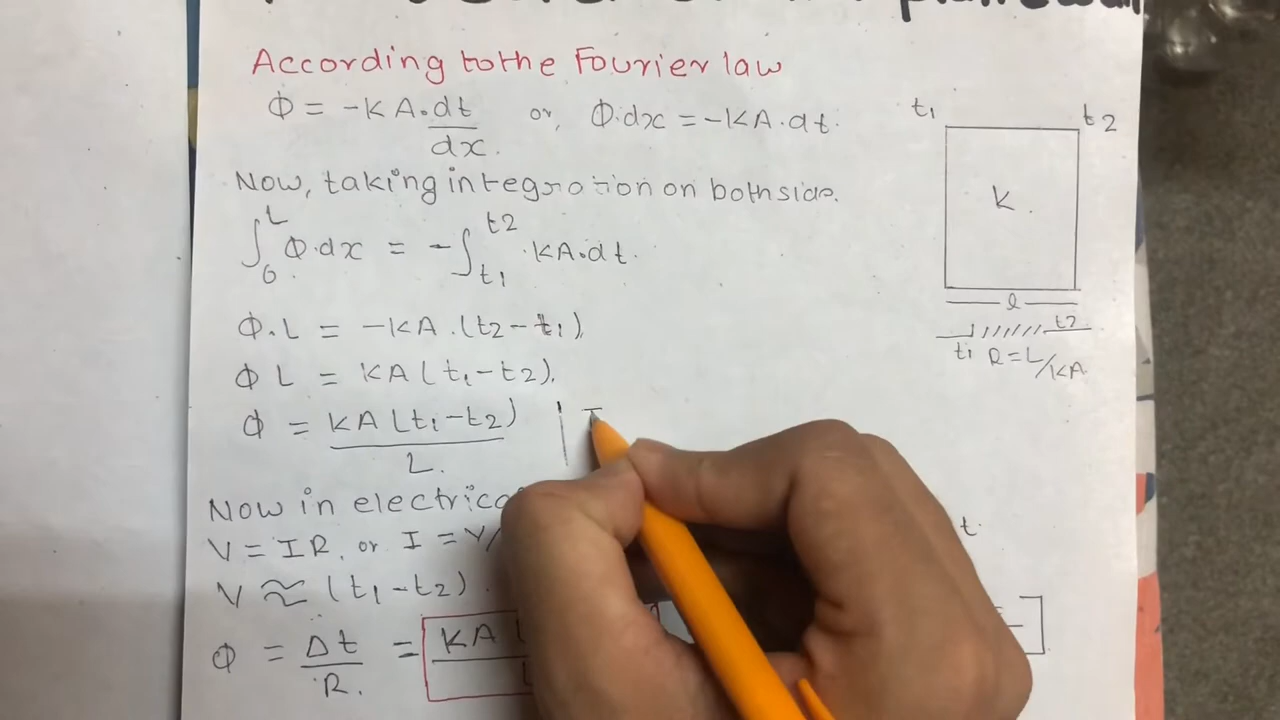 According to the Fourier law
Φ = -KA.dt/dx. or, Φ.dx = -KA.dt.
Now, taking integration on both side.
∫₀ᴸ Φ.dx = -∫ₜ₁ᵗ² KA.dt.
Φ.L = -KA.(t2-t1),
Φ L = KA(t1-t2).
Φ = KA(t1-t2)/L.
Now in
V = IR, or I = V/
V ≈ (t1-t2).
Φ = Δt/R. = KA
t1 t2
K.
l
t2
t1 R=L/KA
t.